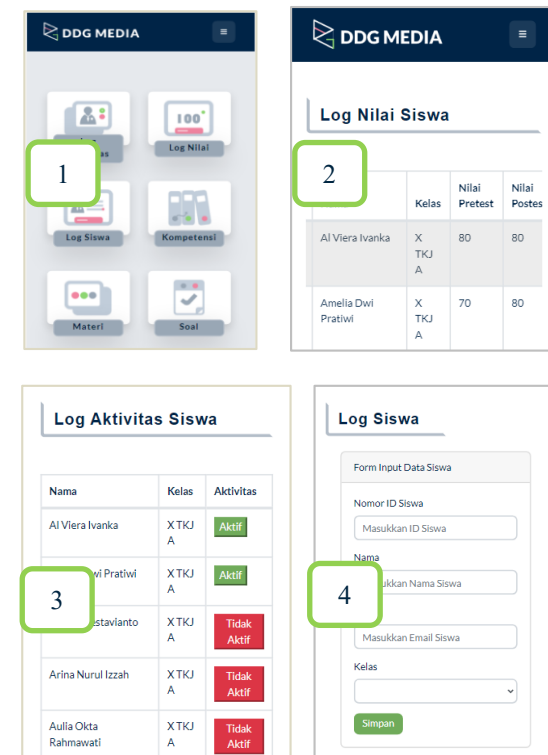 DDG MEDIA
100
as
Log Nilai
1
Log Siswa
Kompetensi
Materi
Soal
DDG MEDIA
Log Nilai Siswa
2
Kelas
Nilai Pretest
Nilai Postes
Al Viera Ivanka
X TKJ A
80
80
Amelia Dwi Pratiwi
X TKJ A
70
80
Log Aktivitas Siswa
Nama
Kelas
Aktivitas
Al Viera Ivanka
X TKJ A
Aktif
wi Pratiwi
X TKJ A
Aktif
3
stavianto
X TKJ A
Tidak Aktif
Arina Nurul Izzah
X TKJ A
Tidak Aktif
Aulia Okta Rahmawati
X TKJ A
Tidak Aktif
Log Siswa
Form Input Data Siswa
Nomor ID Siswa
Masukkan ID Siswa
Nama
ukkan Nama Siswa
4
Masukkan Email Siswa
Kelas
Simpan